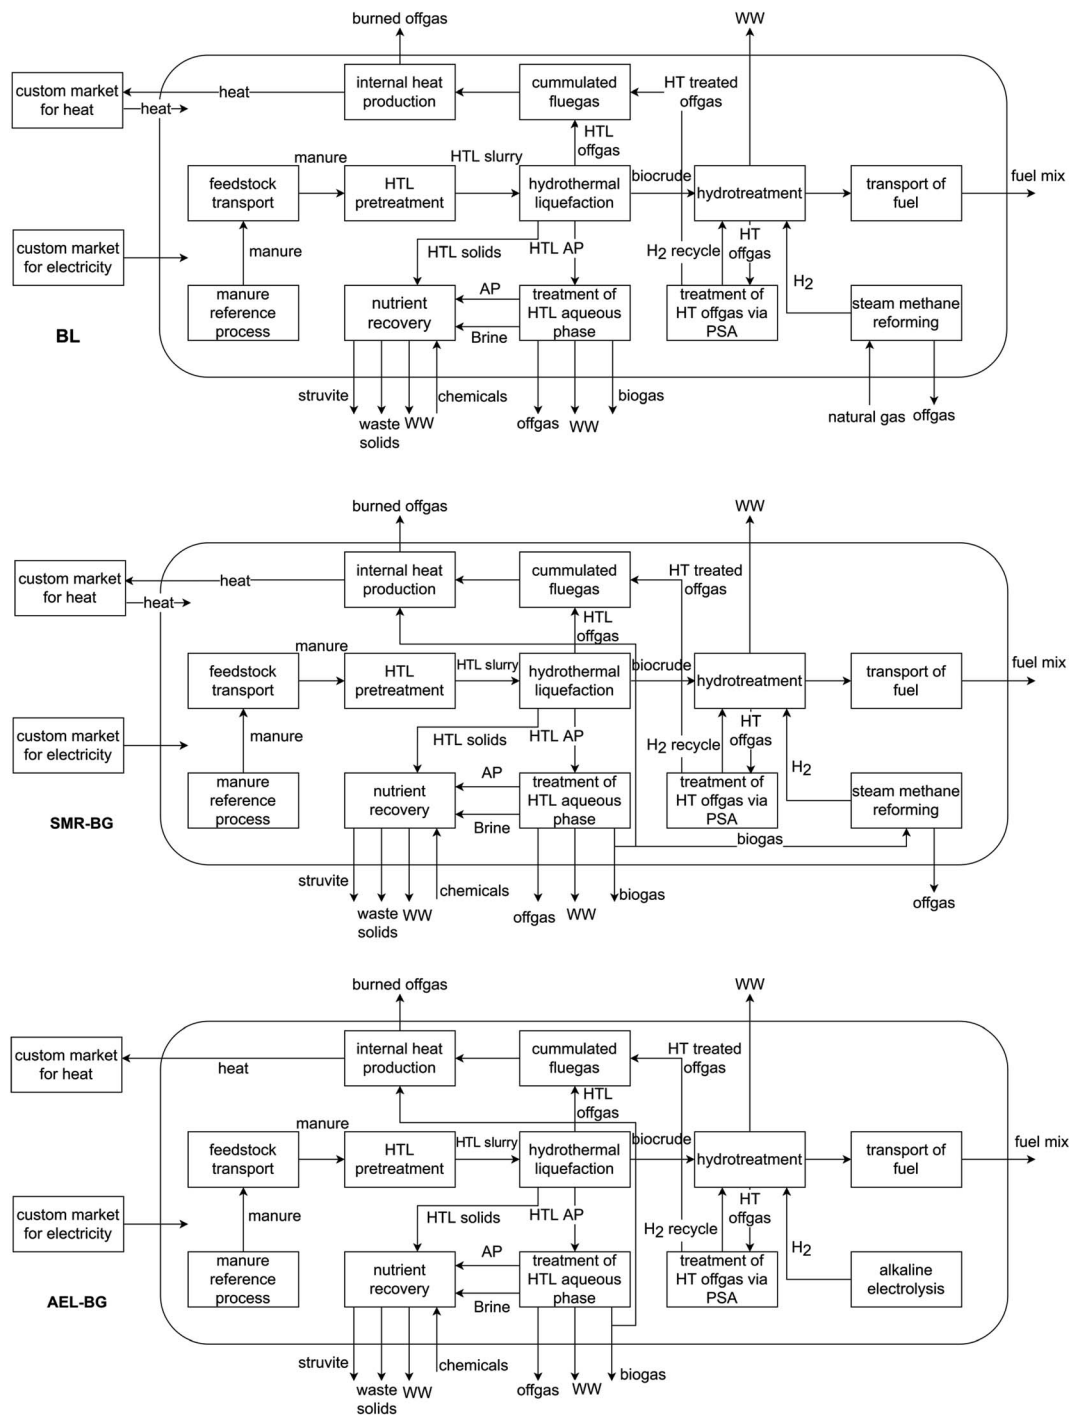 burned offgas
WW
custom market
for heat
heat
heat
internal heat
production
cummulated
fluegas
HT treated
offgas
HTL
offgas
manure
HTL slurry
biocrude
fuel mix
feedstock
transport
HTL
pretreatment
hydrothermal
liquefaction
hydrotreatment
transport of
fuel
custom market
for electricity
manure
HTL solids
HTL AP
H2 recycle
HT
offgas
H2
BL
manure
reference
process
nutrient
recovery
AP
Brine
treatment of
HTL aqueous
phase
treatment of
HT offgas via
PSA
steam methane
reforming
struvite
waste
solids
WW
chemicals
offgas
WW
biogas
natural gas
offgas
burned offgas
WW
custom market
for heat
heat
heat
internal heat
production
cummulated
fluegas
HT treated
offgas
HTL
offgas
manure
HTL slurry
biocrude
fuel mix
feedstock
transport
HTL
pretreatment
hydrothermal
liquefaction
hydrotreatment
transport of
fuel
custom market
for electricity
manure
HTL solids
HTL AP
H2 recycle
HT
offgas
H2
SMR-BG
manure
reference
process
nutrient
recovery
AP
Brine
treatment of
HTL aqueous
phase
treatment of
HT offgas via
PSA
steam methane
reforming
biogas
struvite
waste
solids
WW
chemicals
offgas
WW
biogas
offgas
burned offgas
WW
custom market
for heat
heat
internal heat
production
cummulated
fluegas
HT treated
offgas
HTL
offgas
manure
HTL slurry
biocrude
fuel mix
feedstock
transport
HTL
pretreatment
hydrothermal
liquefaction
hydrotreatment
transport of
fuel
custom market
for electricity
manure
HTL solids
HTL AP
H2 recycle
HT
offgas
H2
AEL-BG
manure
reference
process
nutrient
recovery
AP
Brine
treatment of
HTL aqueous
phase
treatment of
HT offgas via
PSA
alkaline
electrolysis
struvite
waste
solids
WW
chemicals
offgas
WW
biogas